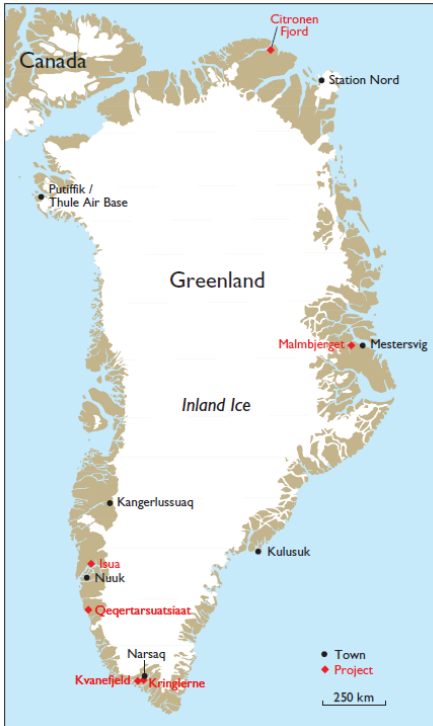 Citronen
Fjord
Canada
Station Nord
Putiffik /
Thule Air Base
Greenland
Malmbjerget
Mestersvig
Inland Ice
Kangerlussuaq
Kulusuk
Isua
Nuuk
Qeqertarsuatsiaat
Narsaq
Kvanefjeld
Kringlerne
Town
Project
250 km